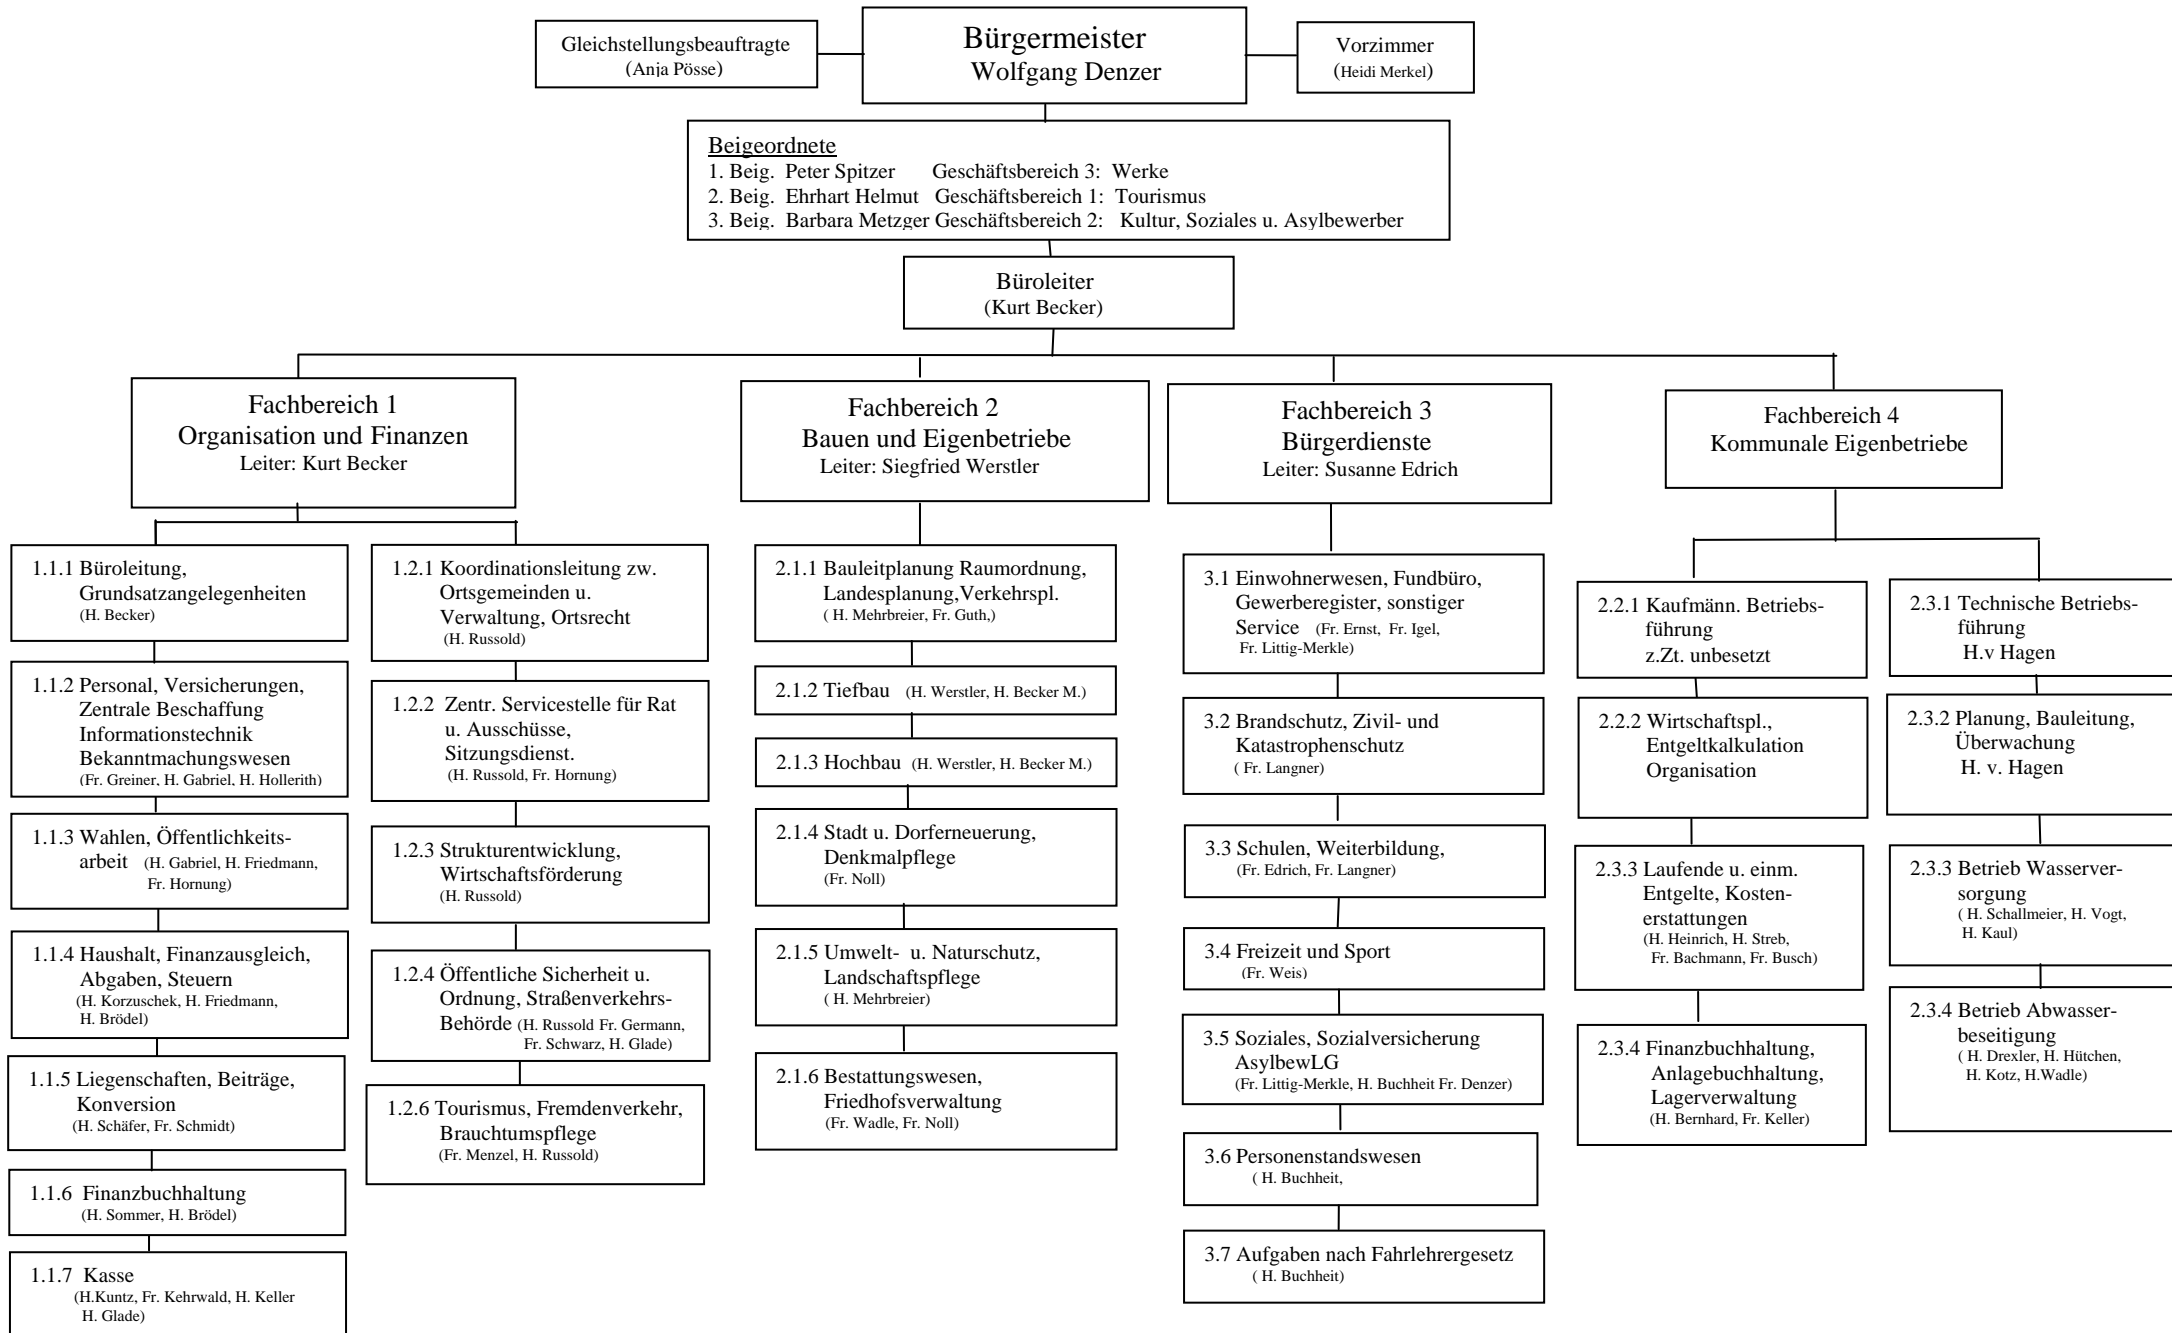 Gleichstellungsbeauftragte
(Anja Pösse)
Bürgermeister
Wolfgang Denzer
Vorzimmer
(Heidi Merkel)
Beigeordnete
1. Beig. Peter Spitzer Geschäftsbereich 3: Werke
2. Beig. Ehrhart Helmut Geschäftsbereich 1: Tourismus
3. Beig. Barbara Metzger Geschäftsbereich 2: Kultur, Soziales u. Asylbewerber
Büroleiter
(Kurt Becker)
Fachbereich 1
Organisation und Finanzen
Leiter: Kurt Becker
Fachbereich 2
Bauen und Eigenbetriebe
Leiter: Siegfried Werstler
Fachbereich 3
Bürgerdienste
Leiter: Susanne Edrich
Fachbereich 4
Kommunale Eigenbetriebe
1.1.1 Büroleitung,
Grundsatzangelegenheiten
(H. Becker)
1.1.2 Personal, Versicherungen,
Zentrale Beschaffung
Informationstechnik
Bekanntmachungswesen
(Fr. Greiner, H. Gabriel, H. Hollerith)
1.1.3 Wahlen, Öffentlichkeits-
arbeit (H. Gabriel, H. Friedmann,
Fr. Hornung)
1.1.4 Haushalt, Finanzausgleich,
Abgaben, Steuern
(H. Korzuschek, H. Friedmann,
H. Brödel)
1.1.5 Liegenschaften, Beiträge,
Konversion
(H. Schäfer, Fr. Schmidt)
1.1.6 Finanzbuchhaltung
(H. Sommer, H. Brödel)
1.1.7 Kasse
(H.Kuntz, Fr. Kehrwald, H. Keller
H. Glade)
1.2.1 Koordinationsleitung zw.
Ortsgemeinden u.
Verwaltung, Ortsrecht
(H. Russold)
1.2.2 Zentr. Servicestelle für Rat
u. Ausschüsse,
Sitzungsdienst.
(H. Russold, Fr. Hornung)
1.2.3 Strukturentwicklung,
Wirtschaftsförderung
(H. Russold)
1.2.4 Öffentliche Sicherheit u.
Ordnung, Straßenverkehrs-
Behörde (H. Russold Fr. Germann,
Fr. Schwarz, H. Glade)
1.2.6 Tourismus, Fremdenverkehr,
Brauchtumspflege
(Fr. Menzel, H. Russold)
2.1.1 Bauleitplanung Raumordnung,
Landesplanung,Verkehrspl.
( H. Mehrbreier, Fr. Guth,)
2.1.2 Tiefbau (H. Werstler, H. Becker M.)
2.1.3 Hochbau (H. Werstler, H. Becker M.)
2.1.4 Stadt u. Dorferneuerung,
Denkmalpflege
(Fr. Noll)
2.1.5 Umwelt- u. Naturschutz,
Landschaftspflege
( H. Mehrbreier)
2.1.6 Bestattungswesen,
Friedhofsverwaltung
(Fr. Wadle, Fr. Noll)
3.1 Einwohnerwesen, Fundbüro,
Gewerberegister, sonstiger
Service (Fr. Ernst, Fr. Igel,
Fr. Littig-Merkle)
3.2 Brandschutz, Zivil- und
Katastrophenschutz
( Fr. Langner)
3.3 Schulen, Weiterbildung,
(Fr. Edrich, Fr. Langner)
3.4 Freizeit und Sport
(Fr. Weis)
3.5 Soziales, Sozialversicherung
AsylbewLG
(Fr. Littig-Merkle, H. Buchheit Fr. Denzer)
3.6 Personenstandswesen
( H. Buchheit,
3.7 Aufgaben nach Fahrlehrergesetz
( H. Buchheit)
2.2.1 Kaufmänn. Betriebs-
führung
z.Zt. unbesetzt
2.2.2 Wirtschaftspl.,
Entgeltkalkulation
Organisation
2.3.3 Laufende u. einm.
Entgelte, Kosten-
erstattungen
(H. Heinrich, H. Streb,
Fr. Bachmann, Fr. Busch)
2.3.4 Finanzbuchhaltung,
Anlagebuchhaltung,
Lagerverwaltung
(H. Bernhard, Fr. Keller)
2.3.1 Technische Betriebs-
führung
H.v Hagen
2.3.2 Planung, Bauleitung,
Überwachung
H. v. Hagen
2.3.3 Betrieb Wasserver-
sorgung
( H. Schallmeier, H. Vogt,
H. Kaul)
2.3.4 Betrieb Abwasser-
beseitigung
( H. Drexler, H. Hütchen,
H. Kotz, H.Wadle)